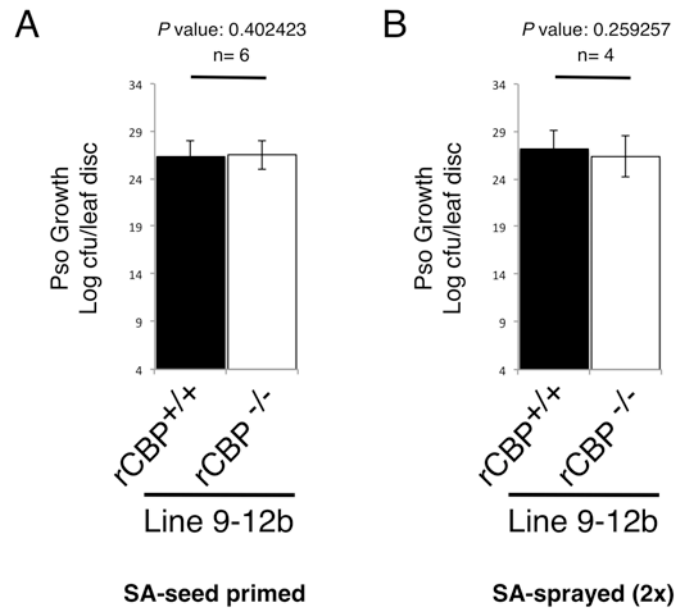 A
P value: 0.402423
n= 6
34
29
24
19
14
9
4
Pso Growth
Log cfu/leaf disc
rCBP+/+
rCBP -/-
Line 9-12b
SA-seed primed
B
P value: 0.259257
n= 4
34
29
24
19
14
9
4
Pso Growth
Log cfu/leaf disc
rCBP+/+
rCBP -/-
Line 9-12b
SA-sprayed (2x)